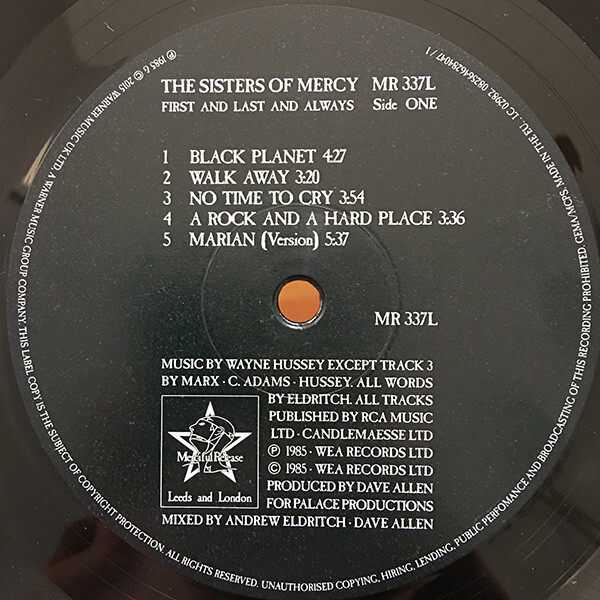 THE SISTERS OF MERCY MR 337L
FIRST AND LAST AND ALWAYS Side ONE
1 BLACK PLANET 4:27
2 WALK AWAY 3:20
3 NO TIME TO CRY 3:54
4 A ROCK AND A HARD PLACE 3:36
5 MARIAN (Version) 5:37
MR 337L
MUSIC BY WAYNE HUSSEY EXCEPT TRACK 3
BY MARX · C. ADAMS · HUSSEY. ALL WORDS
BY ELDRITCH. ALL TRACKS
PUBLISHED BY RCA MUSIC
LTD · CANDLEMAESSE LTD
℗ 1985 · WEA RECORDS LTD
© 1985 · WEA RECORDS LTD
PRODUCED BY DAVE ALLEN
FOR PALACE PRODUCTIONS
MIXED BY ANDREW ELDRITCH · DAVE ALLEN
Merciful Release
Leeds and London
℗ 1985 © 2015 WARNER MUSIC UK LTD, A WARNER MUSIC GROUP COMPANY. THIS LABEL COPY IS THE SUBJECT OF COPYRIGHT PROTECTION. ALL RIGHTS RESERVED. UNAUTHORISED COPYING, HIRING, LENDING, PUBLIC PERFOMANCE AND BROADCASTING OF THIS RECORDING PROHIBITED. GEMA/MCPS. MADE IN THE EU. LC 02982. 0825646284047 / 1